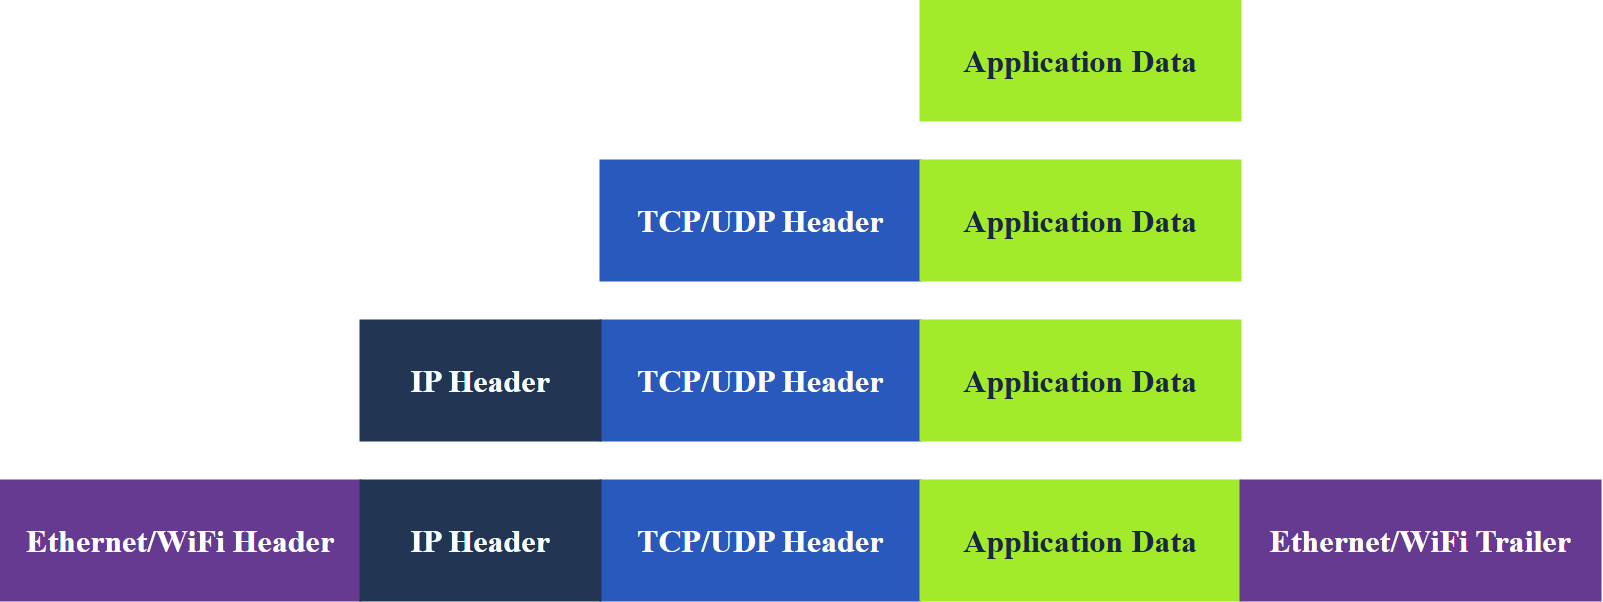 Application Data
TCP/UDP Header Application Data
IP Header TCP/UDP Header Application Data
Ethernet/WiFi Header IP Header TCP/UDP Header Application Data Ethernet/WiFi Trailer